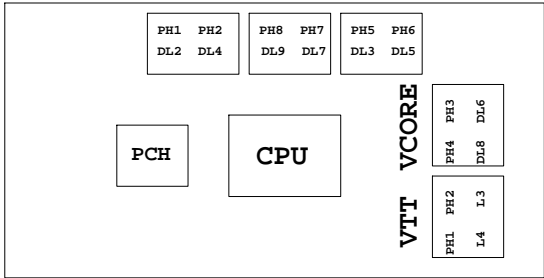 PH1 PH2
DL2 DL4
PH8 PH7
DL9 DL7
PH5 PH6
DL3 DL5
VCORE
PH3 DL6
PH4 DL8
PCH
CPU
VTT
PH2 L3
PH1 L4